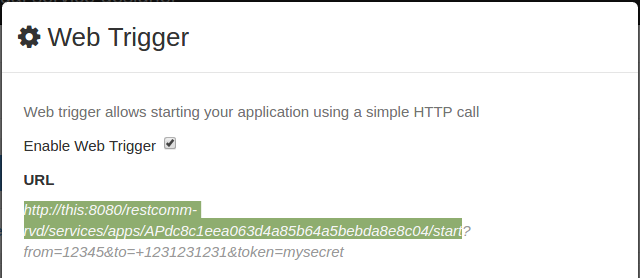 Web Trigger
Web trigger allows starting your application using a simple HTTP call
Enable Web Trigger
URL
http://this:8080/restcomm-
rvd/services/apps/APdc8c1eea063d4a85b64a5bebda8e8c04/start?
from=12345&to=+1231231231&token=mysecret